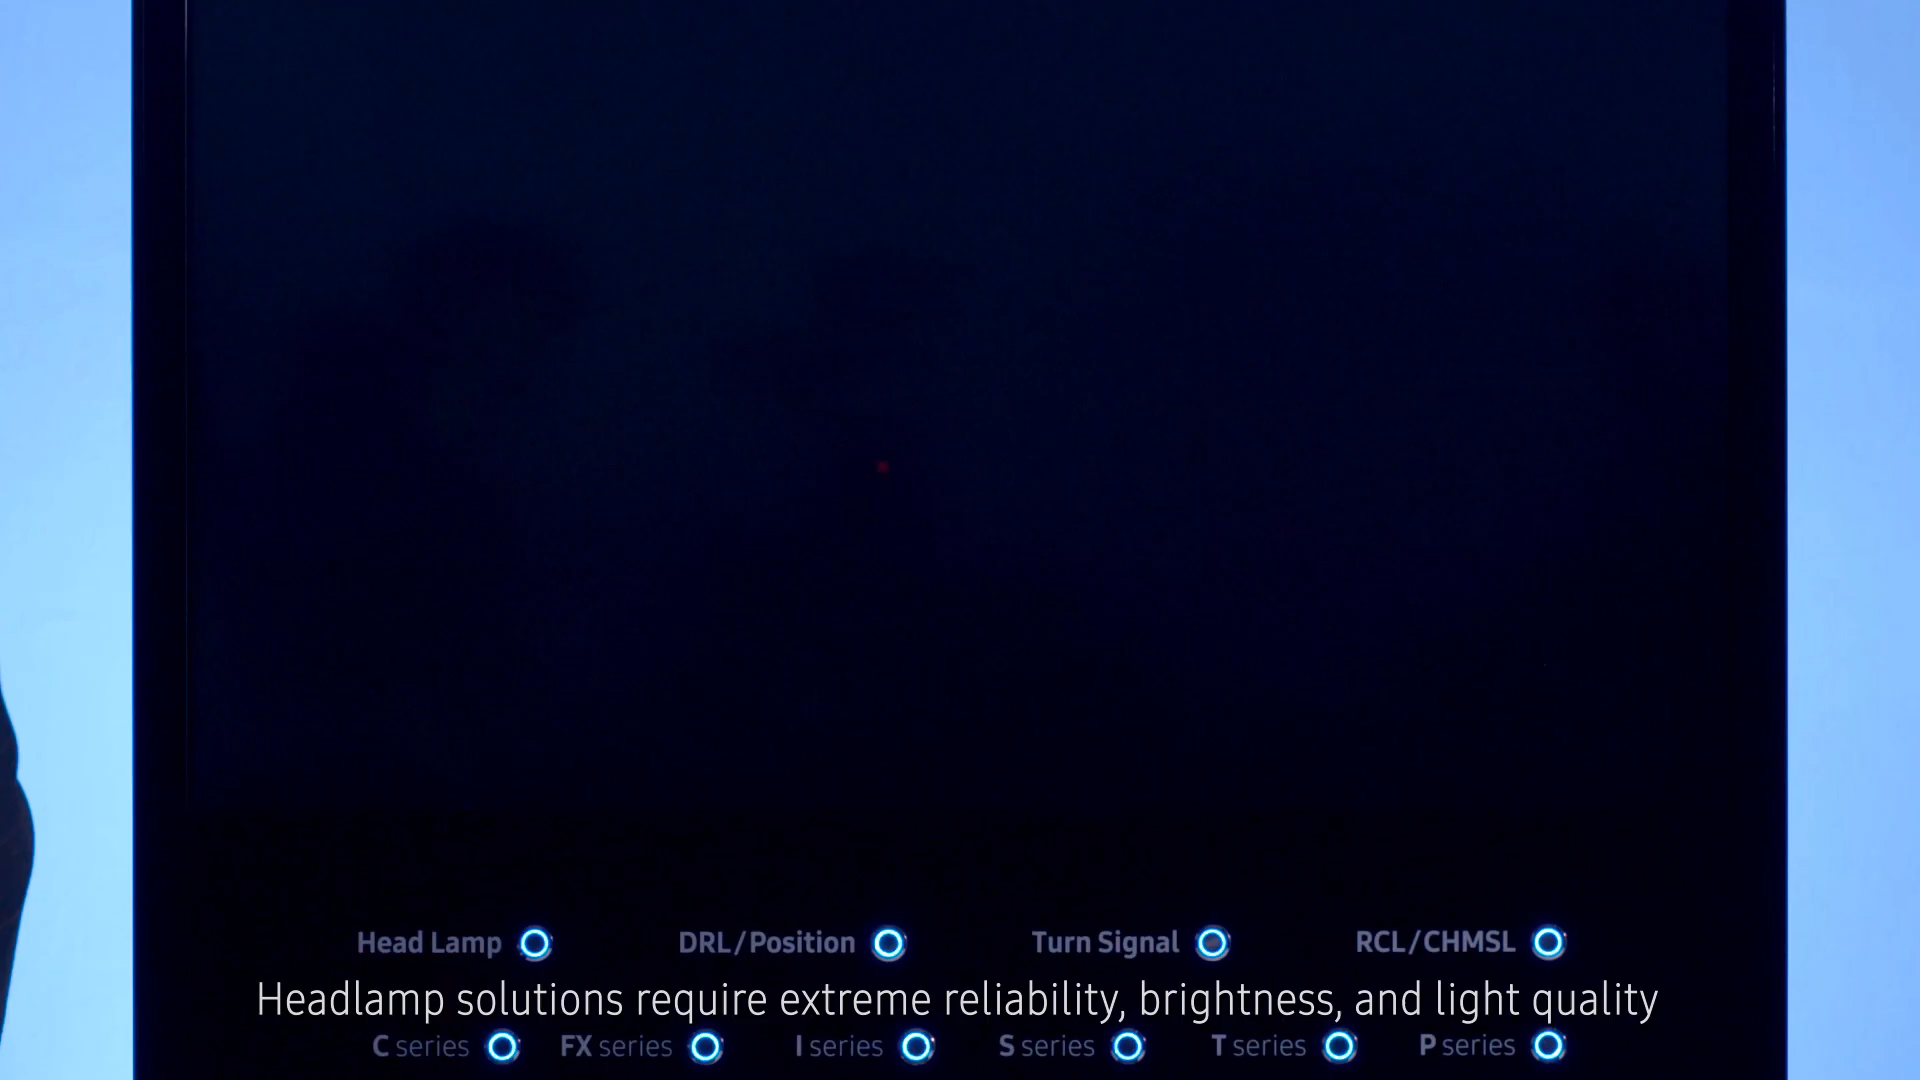 Head Lamp DRL/Position Turn Signal RCL/CHMSL
Headlamp solutions require extreme reliability, brightness, and light quality
C series FX series I series S series T series P series